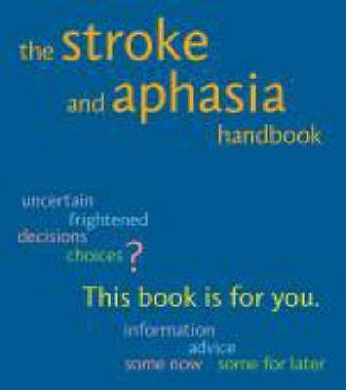 the stroke
and aphasia
handbook
uncertain
frightened
decisions
choices ?
This book is for you.
information
advice
some now some for later